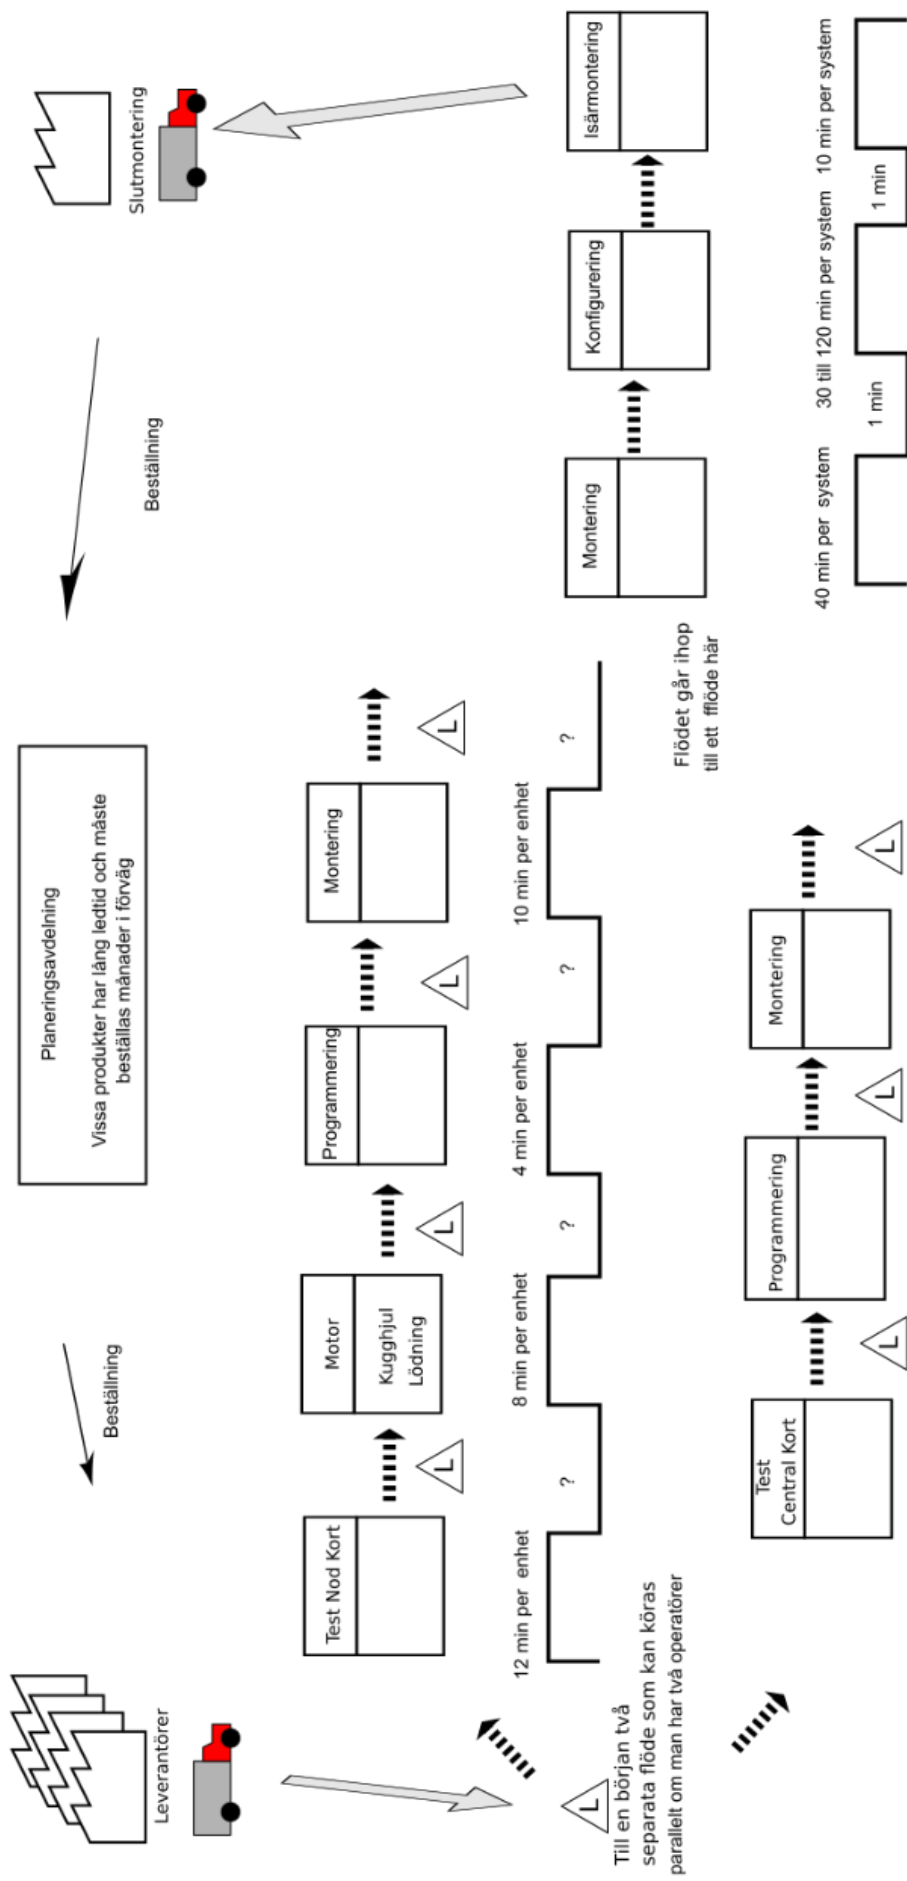 Leverantörer
Beställning
Planeringsavdelning
Vissa produkter har lång ledtid och måste
beställas månader i förväg
Beställning
Slutmontering
Test Nod Kort
L
Motor
Kugghjul
Lödning
L
Programmering
L
Montering
L
12 min per enhet
?
8 min per enhet
?
4 min per enhet
?
10 min per enhet
?
L
Till en början två
separata flöde som kan köras
parallelt om man har två operatörer
Flödet går ihop
till ett fflöde här
Test
Central Kort
L
Programmering
L
Montering
L
Montering
Konfigurering
Isärmontering
40 min per system
1 min
30 till 120 min per system
1 min
10 min per system